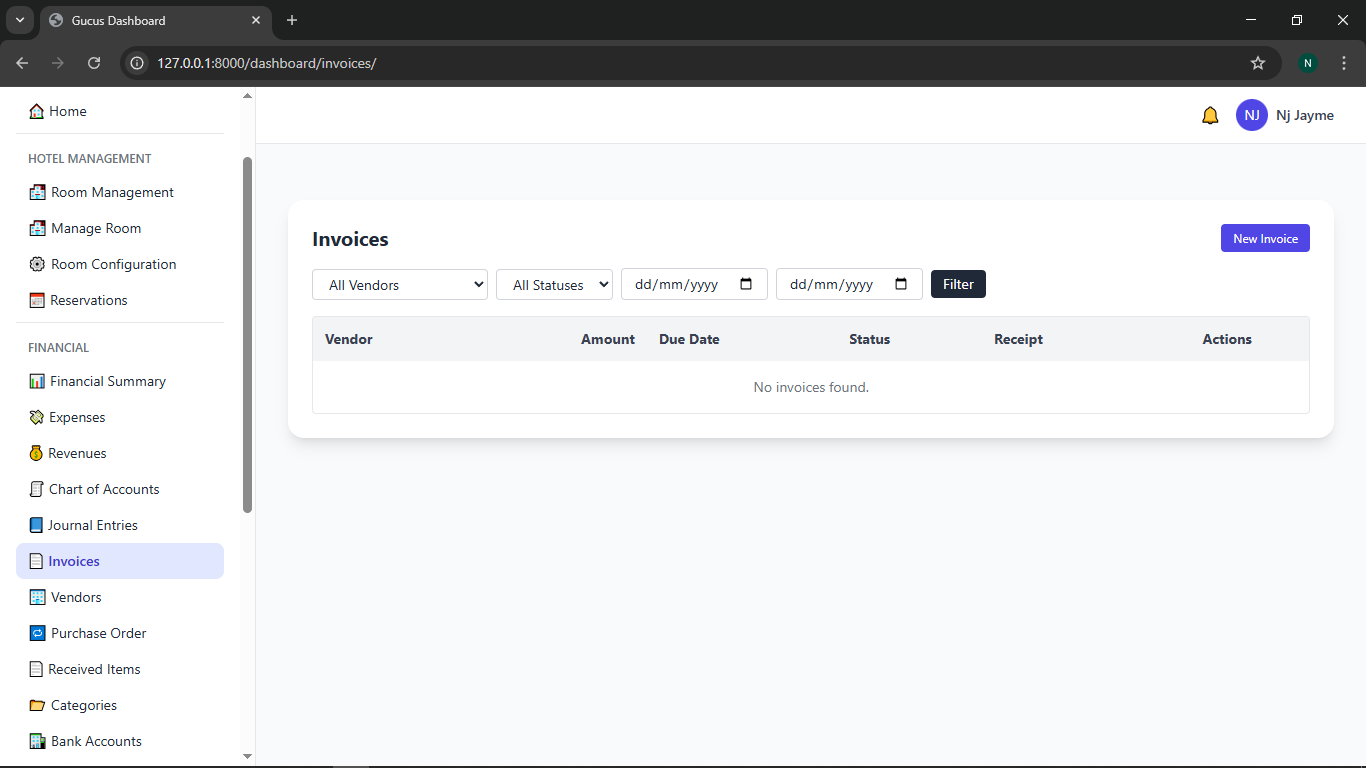 Gucus Dashboard
127.0.0.1:8000/dashboard/invoices/
N
Home
HOTEL MANAGEMENT
Room Management
Manage Room
Room Configuration
Reservations
FINANCIAL
Financial Summary
Expenses
Revenues
Chart of Accounts
Journal Entries
Invoices
Vendors
Purchase Order
Received Items
Categories
Bank Accounts
NJ Nj Jayme
Invoices
New Invoice
All Vendors All Statuses dd/mm/yyyy dd/mm/yyyy Filter
Vendor Amount Due Date Status Receipt Actions
No invoices found.